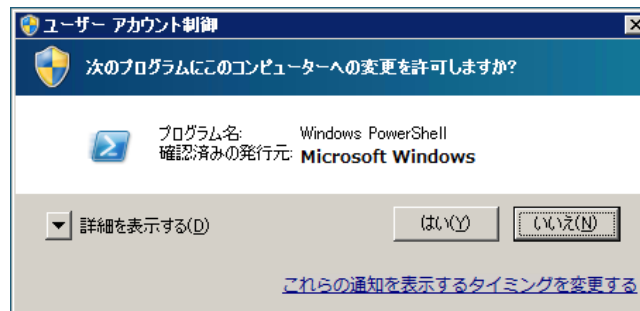 ユーザー アカウント制御
次のプログラムにこのコンピューターへの変更を許可しますか?
プログラム名: Windows PowerShell
確認済みの発行元: Microsoft Windows
詳細を表示する(D) はい(Y) いいえ(N)
これらの通知を表示するタイミングを変更する